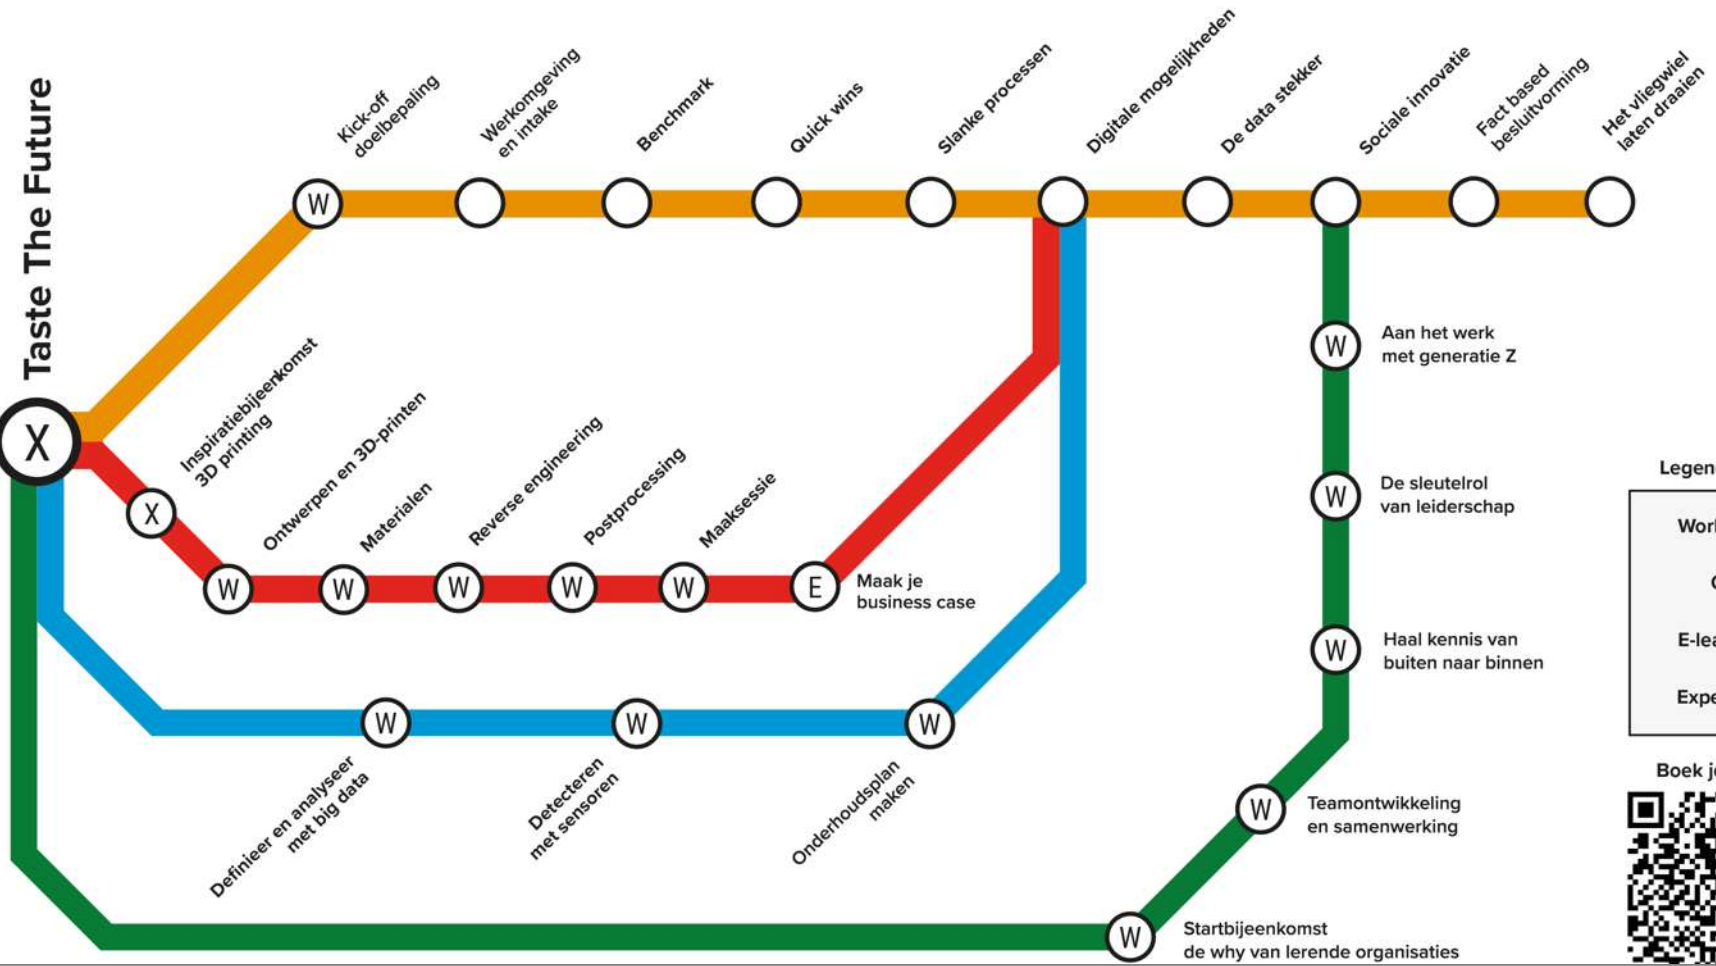 Taste The Future
Kick-off
doelbepaling
Werkomgeving
en intake
Benchmark
Quick wins
Slanke processen
Digitale mogelijkheden
De data stekker
Sociale innovatie
Fact based
besluitvorming
Het vliegwiel
laten draaien
W
X
Inspiratiebijeenkomst
3D printing
Ontwerpen en 3D-printen
Materialen
Reverse engineering
Postprocessing
Maaksessie
X
W
W
W
W
W
E
Maak je
business case
W
Aan het werk
met generatie Z
W
De sleutelrol
van leiderschap
W
Haal kennis van
buiten naar binnen
W
W
W
Definieer en analyseer
met big data
Detecteren
met sensoren
Onderhoudsplan
maken
W
Teamontwikkeling
en samenwerking
W
Startbijeenkomst
de why van lerende organisaties
Legen
Wor
E-lea
Expe
Boek j